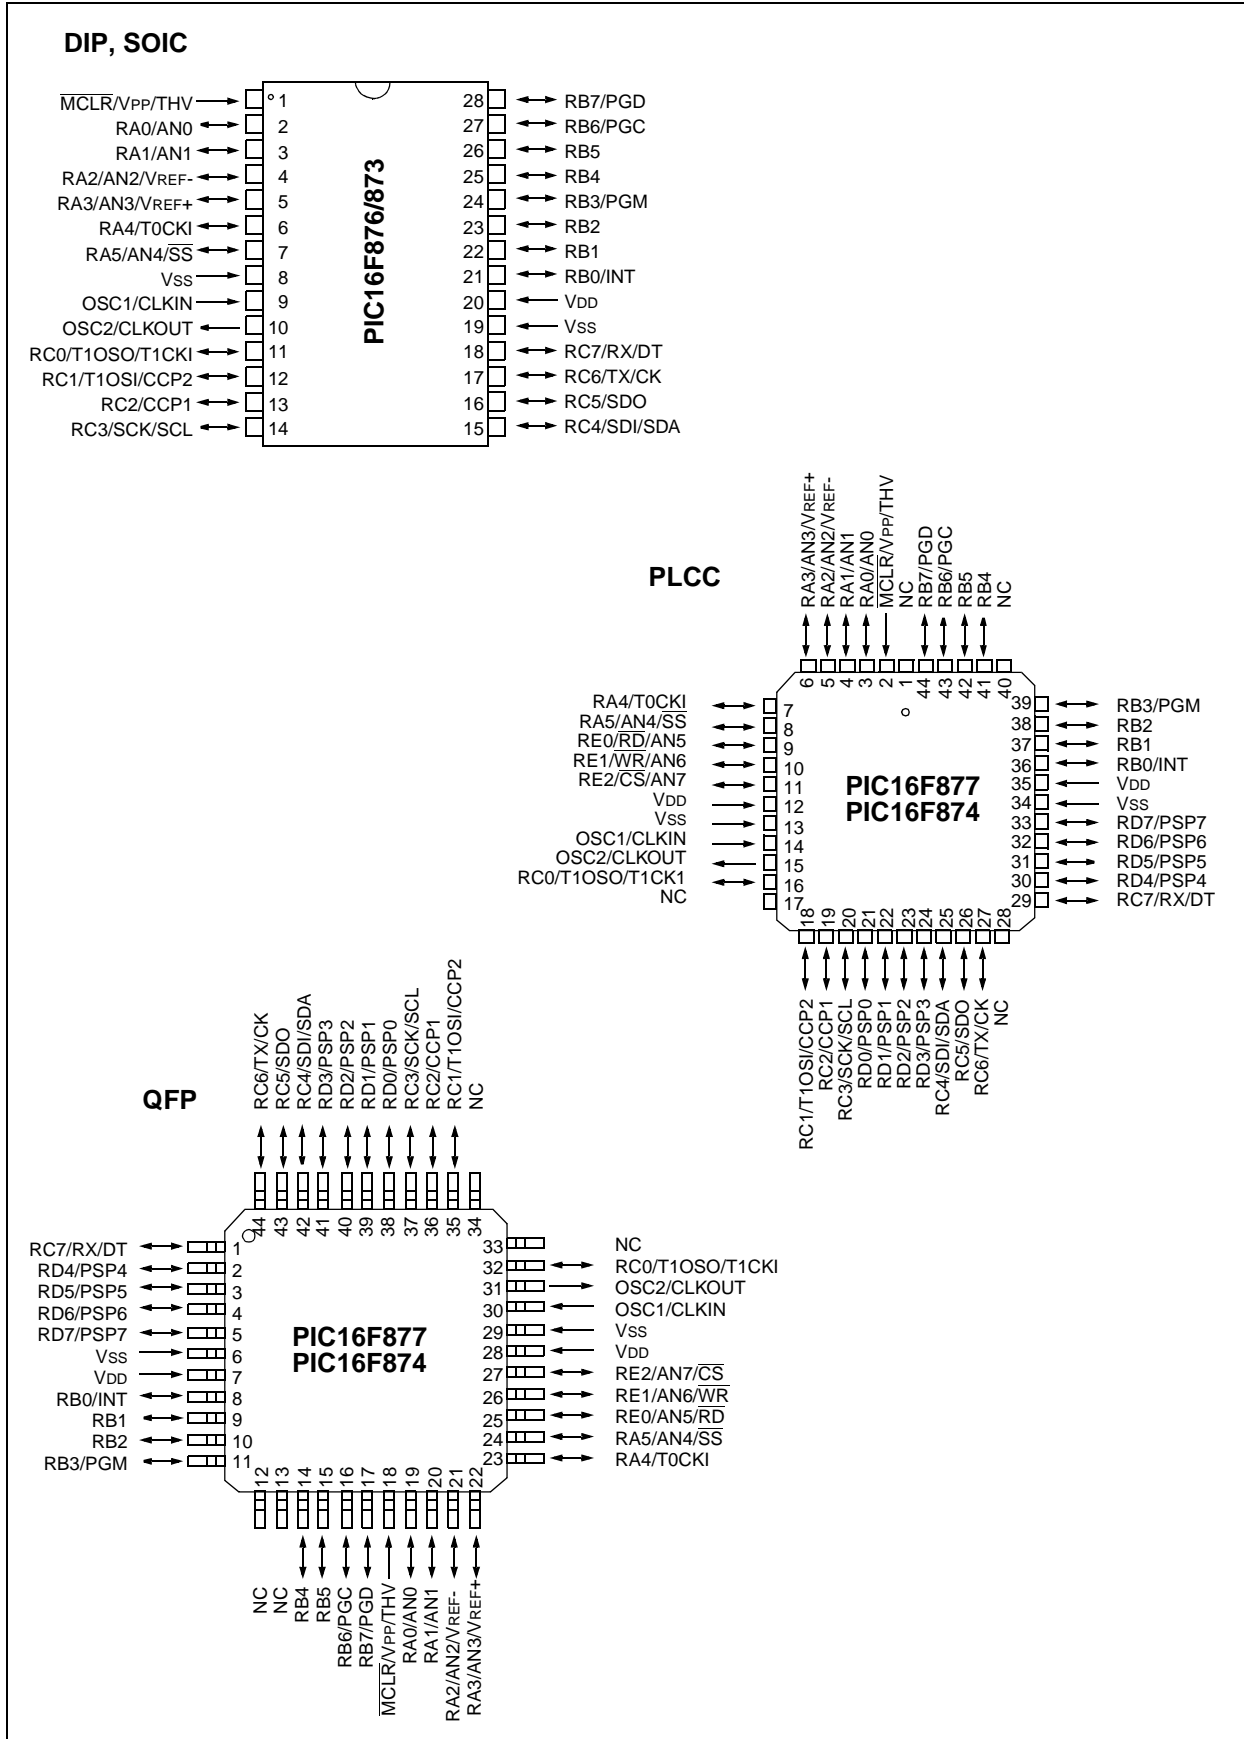 DIP, SOIC
MCLR/VPP/THV 1 28 RB7/PGD
RA0/AN0 2 27 RB6/PGC
RA1/AN1 3 26 RB5
RA2/AN2/VREF- 4 25 RB4
RA3/AN3/VREF+ 5 24 RB3/PGM
RA4/T0CKI 6 23 RB2
RA5/AN4/SS 7 22 RB1
VSS 8 21 RB0/INT
OSC1/CLKIN 9 20 VDD
OSC2/CLKOUT 10 19 VSS
RC0/T1OSO/T1CKI 11 18 RC7/RX/DT
RC1/T1OSI/CCP2 12 17 RC6/TX/CK
RC2/CCP1 13 16 RC5/SDO
RC3/SCK/SCL 14 15 RC4/SDI/SDA
PIC16F876/873
PLCC
RA3/AN3/VREF+
RA2/AN2/VREF-
RA1/AN1
RA0/AN0
MCLR/VPP/THV
NC
RB7/PGD
RB6/PGC
RB5
RB4
NC
6 5 4 3 2 1 44 43 42 41 40
RA4/T0CKI 7 39 RB3/PGM
RA5/AN4/SS 8 38 RB2
RE0/RD/AN5 9 37 RB1
RE1/WR/AN6 10 36 RB0/INT
RE2/CS/AN7 11 35 VDD
VDD 12 34 VSS
VSS 13 33 RD7/PSP7
OSC1/CLKIN 14 32 RD6/PSP6
OSC2/CLKOUT 15 31 RD5/PSP5
RC0/T1OSO/T1CK1 16 30 RD4/PSP4
NC 17 29 RC7/RX/DT
PIC16F877
PIC16F874
18 19 20 21 22 23 24 25 26 27 28
RC1/T1OSI/CCP2
RC2/CCP1
RC3/SCK/SCL
RD0/PSP0
RD1/PSP1
RD2/PSP2
RD3/PSP3
RC4/SDI/SDA
RC5/SDO
RC6/TX/CK
NC
QFP
RC6/TX/CK
RC5/SDO
RC4/SDI/SDA
RD3/PSP3
RD2/PSP2
RD1/PSP1
RD0/PSP0
RC3/SCK/SCL
RC2/CCP1
RC1/T1OSI/CCP2
NC
44 43 42 41 40 39 38 37 36 35 34
RC7/RX/DT 1 33 NC
RD4/PSP4 2 32 RC0/T1OSO/T1CKI
RD5/PSP5 3 31 OSC2/CLKOUT
RD6/PSP6 4 30 OSC1/CLKIN
RD7/PSP7 5 29 VSS
VSS 6 28 VDD
VDD 7 27 RE2/AN7/CS
RB0/INT 8 26 RE1/AN6/WR
RB1 9 25 RE0/AN5/RD
RB2 10 24 RA5/AN4/SS
RB3/PGM 11 23 RA4/T0CKI
PIC16F877
PIC16F874
12 13 14 15 16 17 18 19 20 21 22
NC
NC
RB4
RB5
RB6/PGC
RB7/PGD
MCLR/VPP/THV
RA0/AN0
RA1/AN1
RA2/AN2/VREF-
RA3/AN3/VREF+